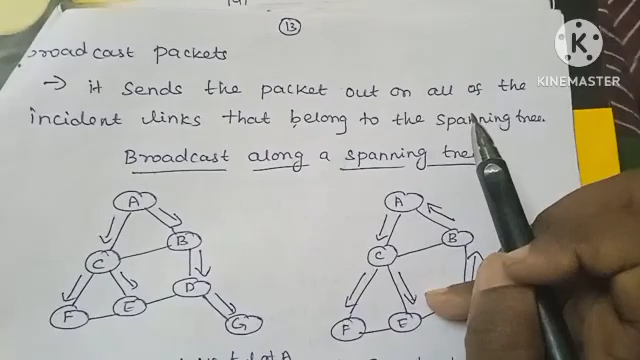 13
broadcast packets
→ it sends the packet out on all of the
incident links that belong to the spanning tree.
Broadcast along a spanning tree
A
B
C
D
E
F
G
A
B
C
E
F
K
KINEMASTER